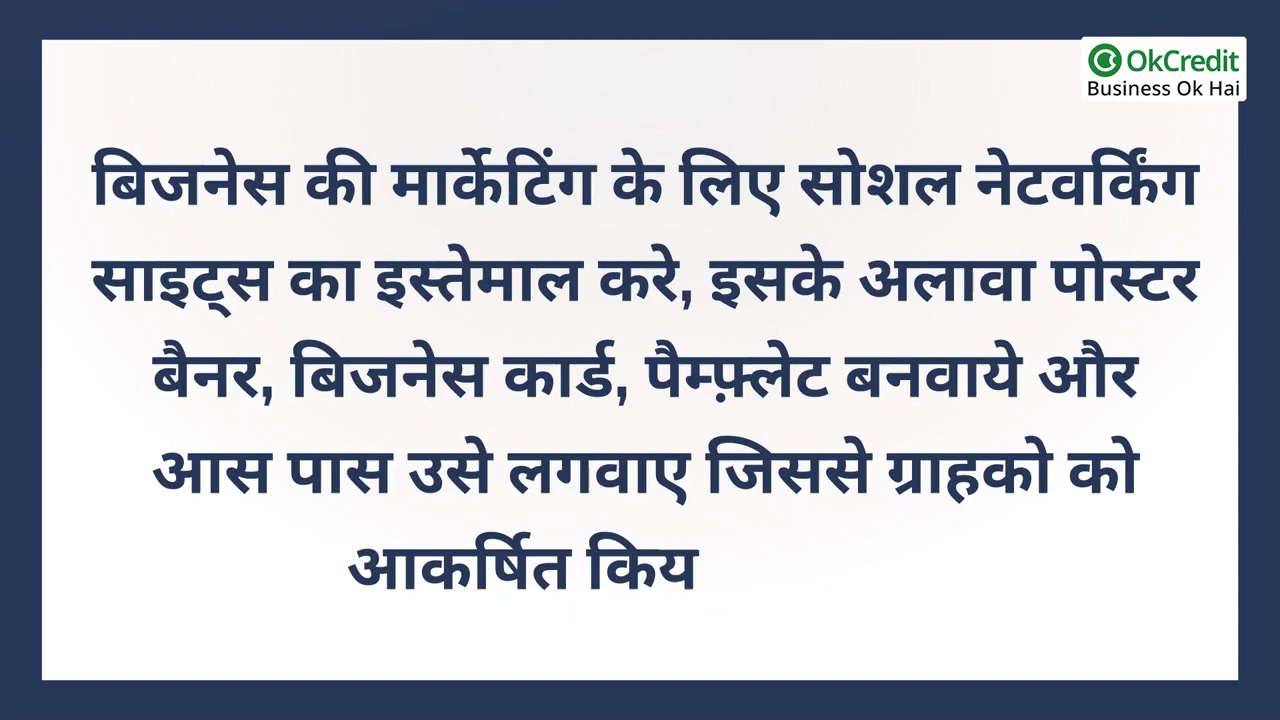 OkCredit
Business Ok Hai
बिजनेस की मार्केटिंग के लिए सोशल नेटवर्किंग
साइट्स का इस्तेमाल करे, इसके अलावा पोस्टर
बैनर, बिजनेस कार्ड, पैम्फ़्लेट बनवाये और
आस पास उसे लगवाए जिससे ग्राहको को
आकर्षित किय